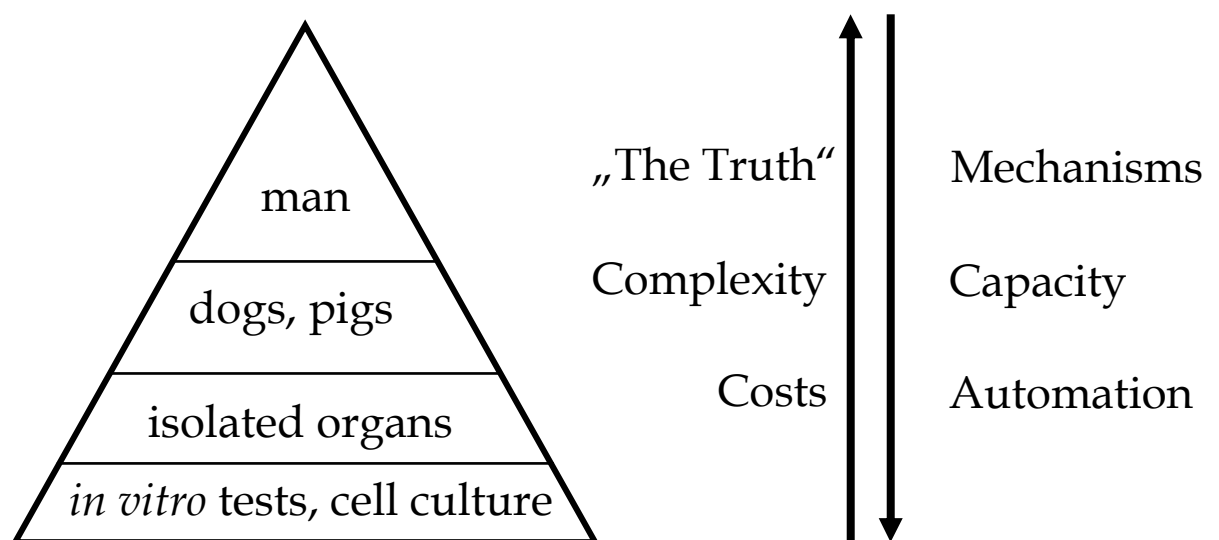 man
dogs, pigs
isolated organs
in vitro tests, cell culture
„The Truth“
Complexity
Costs
Mechanisms
Capacity
Automation